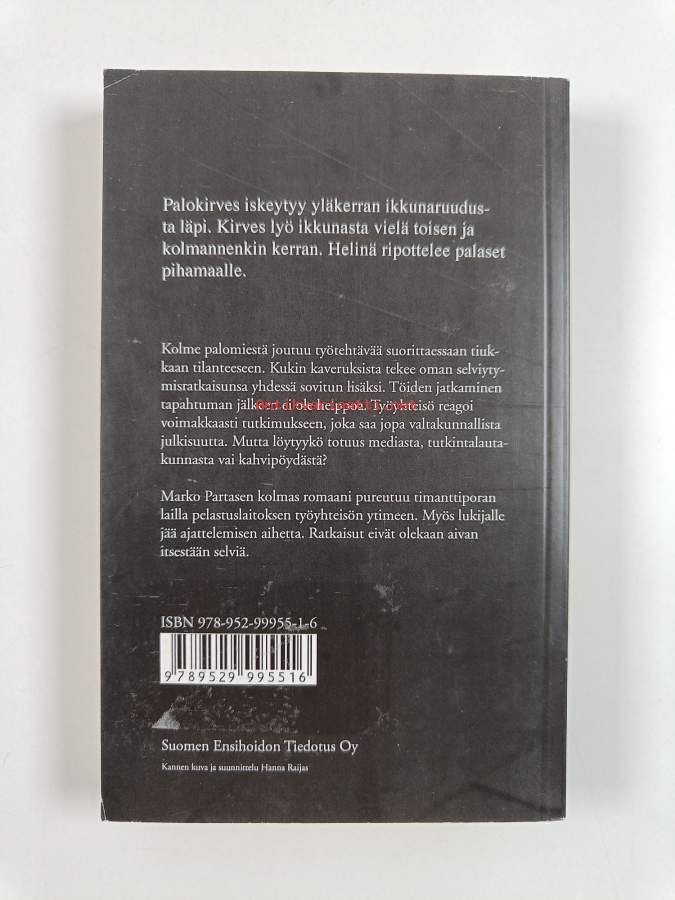 Palokirves iskeytyy yläkerran ikkunaruudus-
ta läpi. Kirves lyö ikkunasta vielä toisen ja
kolmannenkin kerran. Helinä ripottelee palaset
pihamaalle.
Kolme palomiestä joutuu työtehtävää suorittaessaan tiuk-
kaan tilanteeseen. Kukin kaveruksista tekee oman selviyty-
misratkaisunsa yhdessä sovitun lisäksi. Töiden jatkaminen
tapahtuman jälkeen ei ole helppoa. Työyhteisö reagoi
voimakkaasti tutkimukseen, joka saa jopa valtakunnallista
julkisuutta. Mutta löytyykö totuus mediasta, tutkintalauta-
kunnasta vai kahvipöydästä?
Marko Partasen kolmas romaani pureutuu timanttiporan
lailla pelastuslaitoksen työyhteisön ytimeen. Myös lukijalle
jää ajattelemisen aihetta. Ratkaisut eivät olekaan aivan
itsestään selviä.
ISBN 978-952-99955-1-6
9 789529 995516
Suomen Ensihoidon Tiedotus Oy
Kannen kuva ja suunnittelu Hanna Raijas